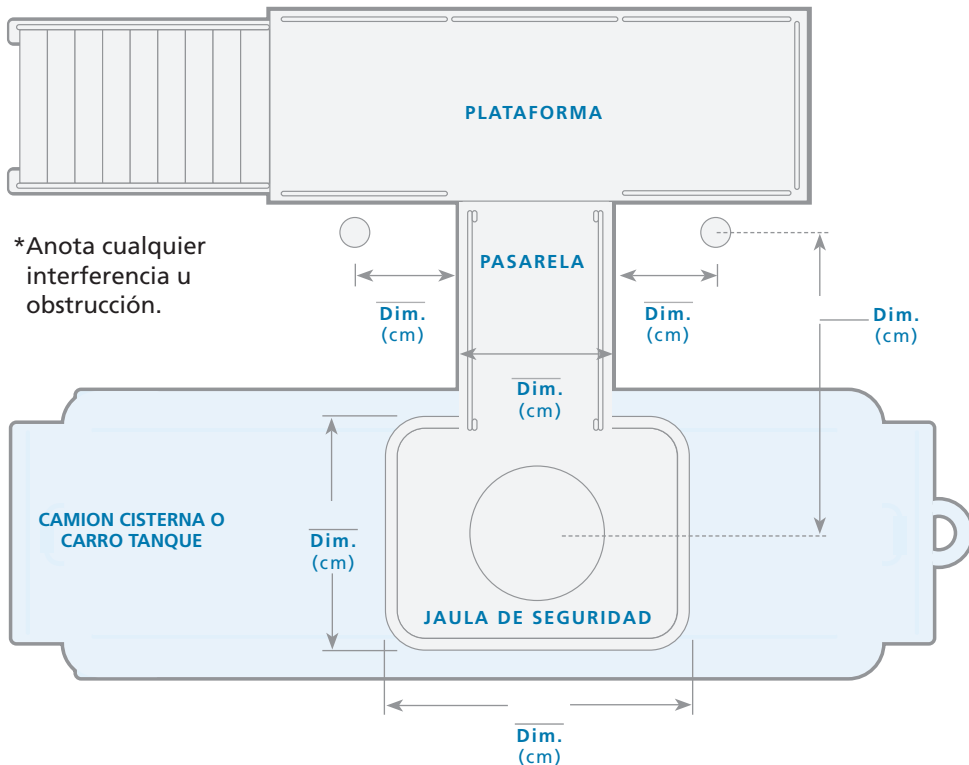 PLATAFORMA
*Anota cualquier
interferencia u
obstrucción.
PASARELA
Dim.
(cm)
Dim.
(cm)
Dim.
(cm)
Dim.
(cm)
CAMION CISTERNA O
CARRO TANQUE
Dim.
(cm)
JAULA DE SEGURIDAD
Dim.
(cm)